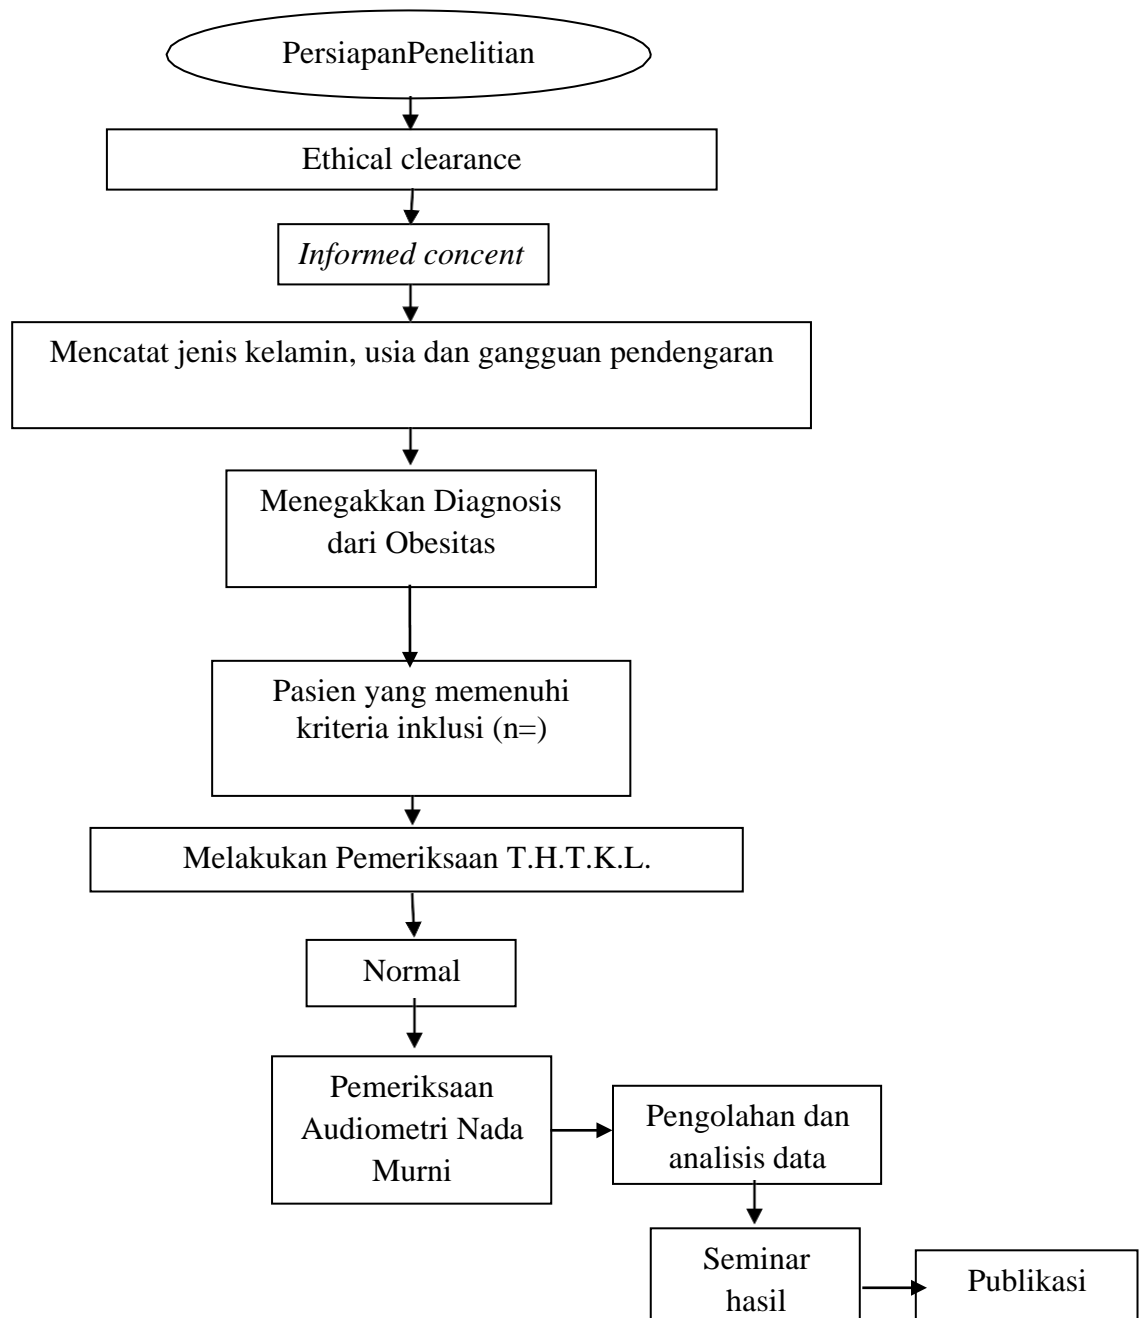 PersiapanPenelitian
Ethical clearance
Informed concent
Mencatat jenis kelamin, usia dan gangguan pendengaran
Menegakkan Diagnosis
dari Obesitas
Pasien yang memenuhi
kriteria inklusi (n=)
Melakukan Pemeriksaan T.H.T.K.L.
Normal
Pemeriksaan
Audiometri Nada
Murni
Pengolahan dan
analisis data
Seminar
hasil
Publikasi